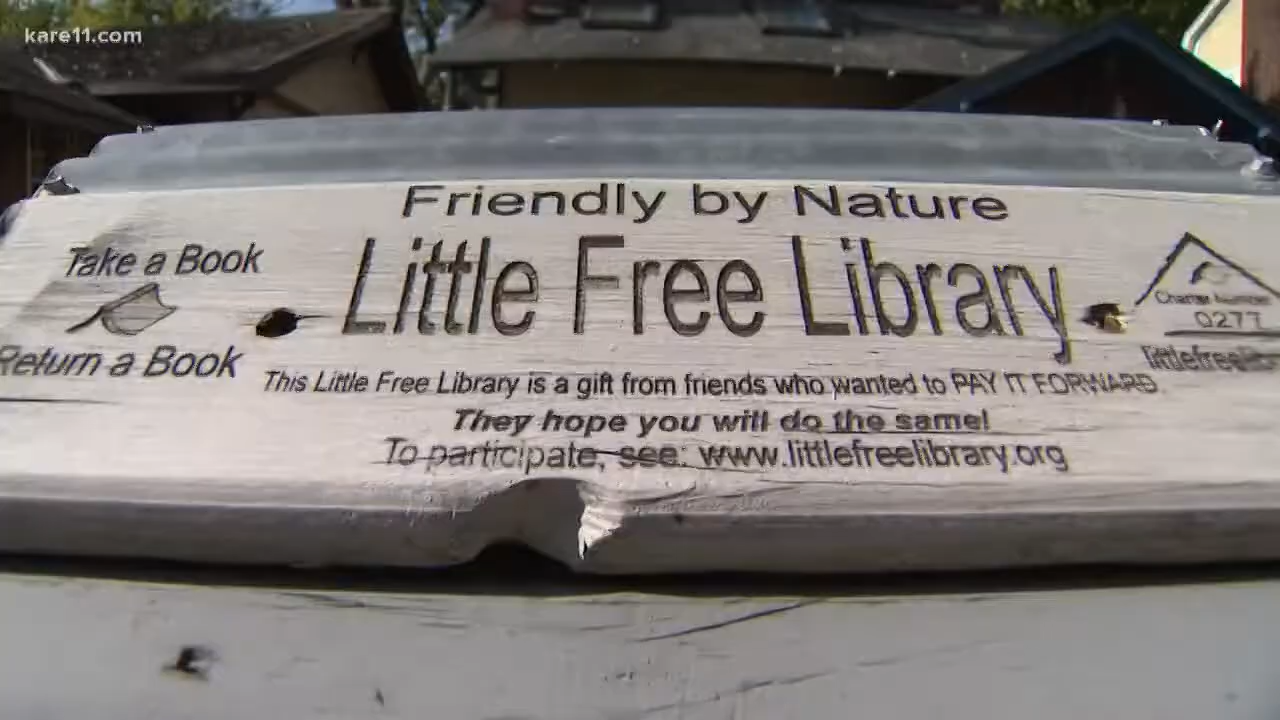 kare11.com
Friendly by Nature
Little Free Library
Take a Book
Return a Book
Charter Number
0277
This Little Free Library is a gift from friends who wanted to PAY IT FORWARD.
They hope you will do the same!
To participate, see: www.littlefreelibrary.org